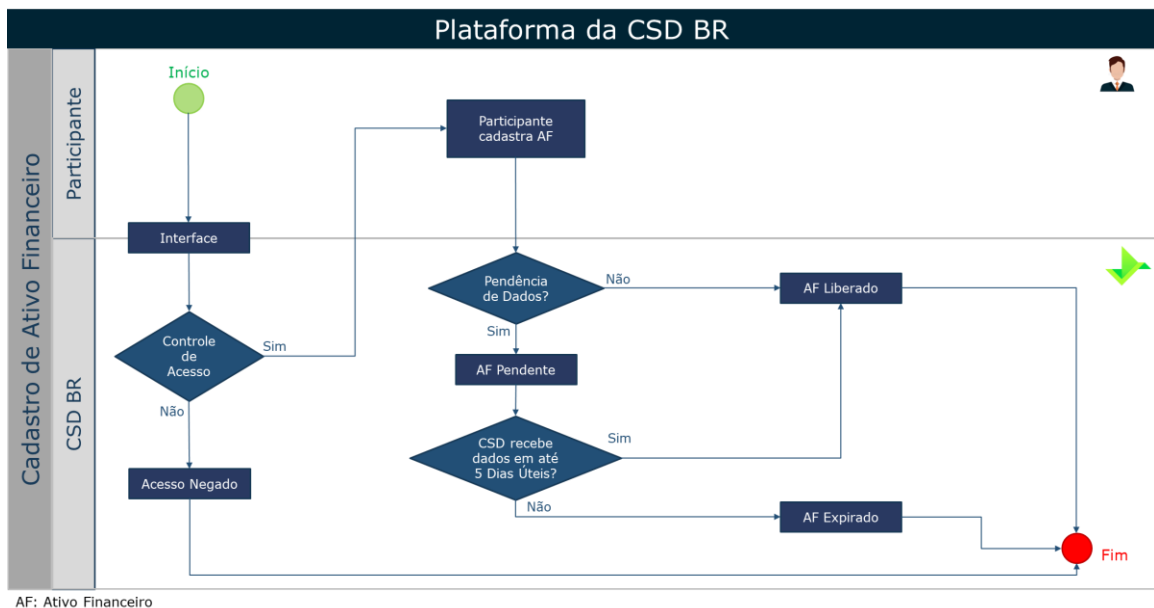 Plataforma da CSD BR
Cadastro de Ativo Financeiro
Participante
Início
Participante
cadastra AF
Interface
CSD BR
Pendência
de Dados?
Não
AF Liberado
Sim
Controle
de
Acesso
Sim
AF Pendente
Não
CSD recebe
dados em até
5 Dias Úteis?
Sim
Acesso Negado
Não
AF Expirado
Fim
AF: Ativo Financeiro